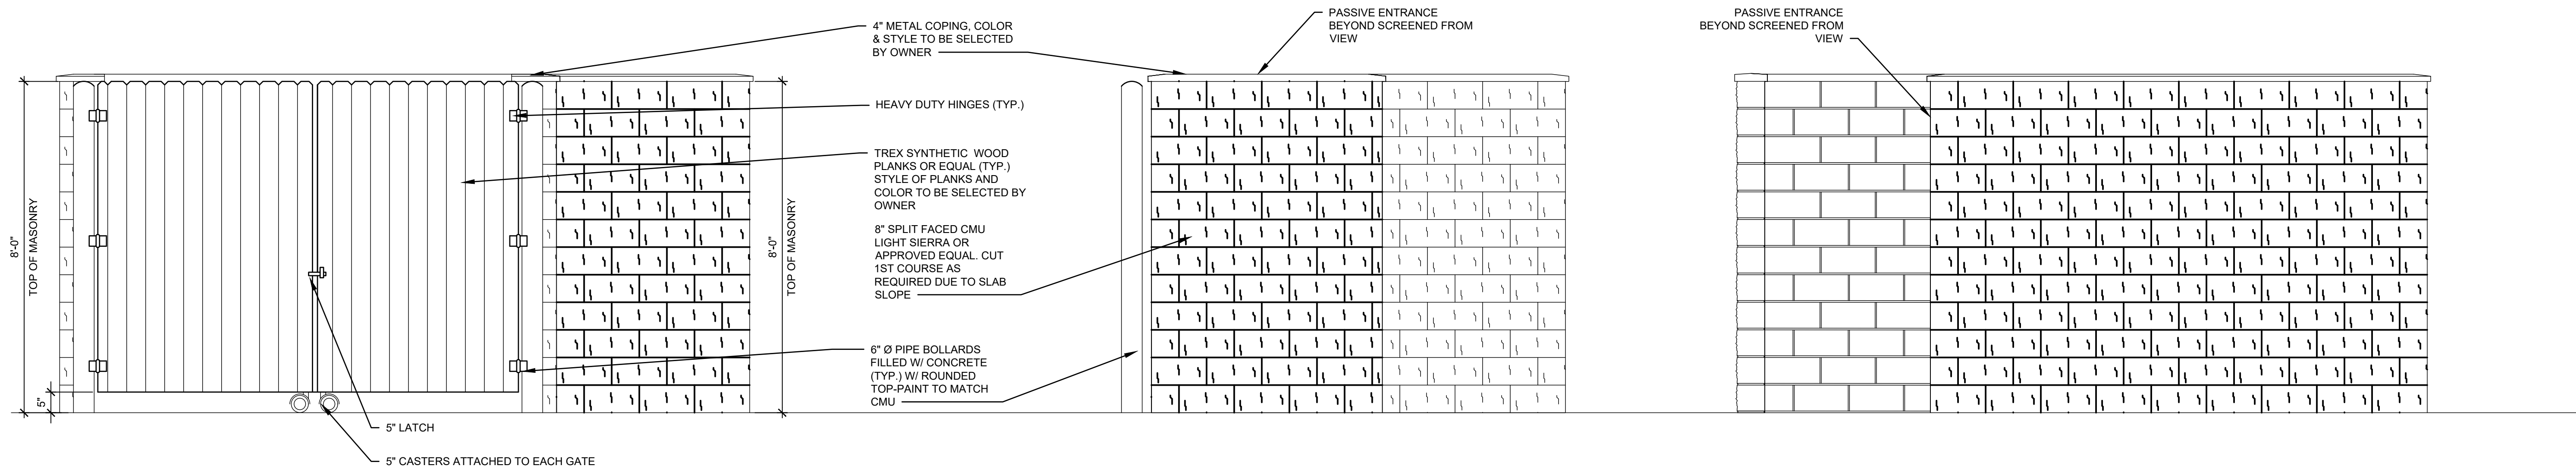 4" METAL COPING, COLOR
& STYLE TO BE SELECTED
BY OWNER
HEAVY DUTY HINGES (TYP.)
TREX SYNTHETIC WOOD
PLANKS OR EQUAL (TYP.)
STYLE OF PLANKS AND
COLOR TO BE SELECTED BY
OWNER
8" SPLIT FACED CMU
LIGHT SIERRA OR
APPROVED EQUAL. CUT
1ST COURSE AS
REQUIRED DUE TO SLAB
SLOPE
6" Ø PIPE BOLLARDS
FILLED W/ CONCRETE
(TYP.) W/ ROUNDED
TOP-PAINT TO MATCH
CMU
8'-0"
TOP OF MASONRY
5"
8'-0"
TOP OF MASONRY
5" LATCH
5" CASTERS ATTACHED TO EACH GATE
PASSIVE ENTRANCE
BEYOND SCREENED FROM
VIEW
PASSIVE ENTRANCE
BEYOND SCREENED FROM
VIEW